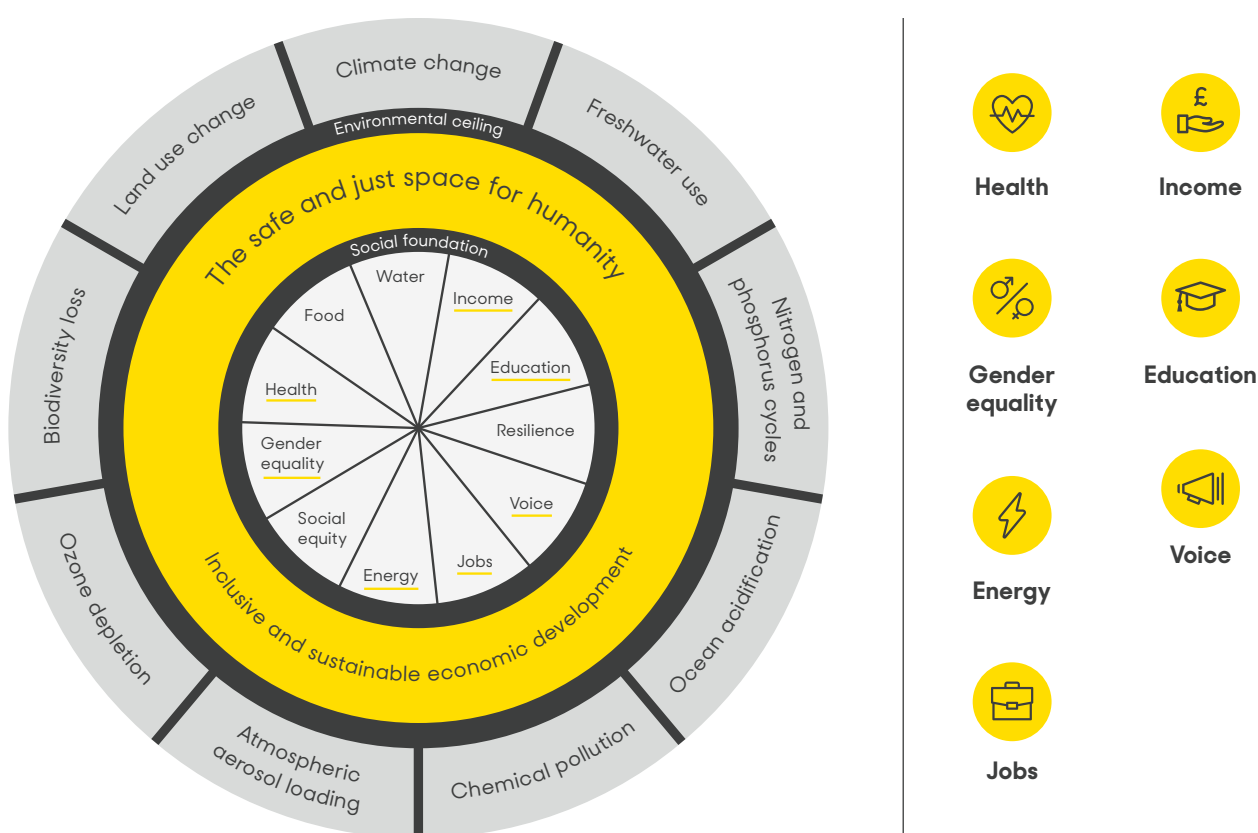 Climate change
Freshwater use
Nitrogen and
phosphorus cycles
Ocean acidification
Chemical pollution
Atmospheric
aerosol loading
Ozone depletion
Biodiversity loss
Land use change
Environmental ceiling
The safe and just space for humanity
Inclusive and sustainable economic development
Social foundation
Water
Income
Education
Resilience
Voice
Jobs
Energy
Social
equity
Gender
equality
Health
Food
Health
£
Income
Gender
equality
Education
Energy
Voice
Jobs